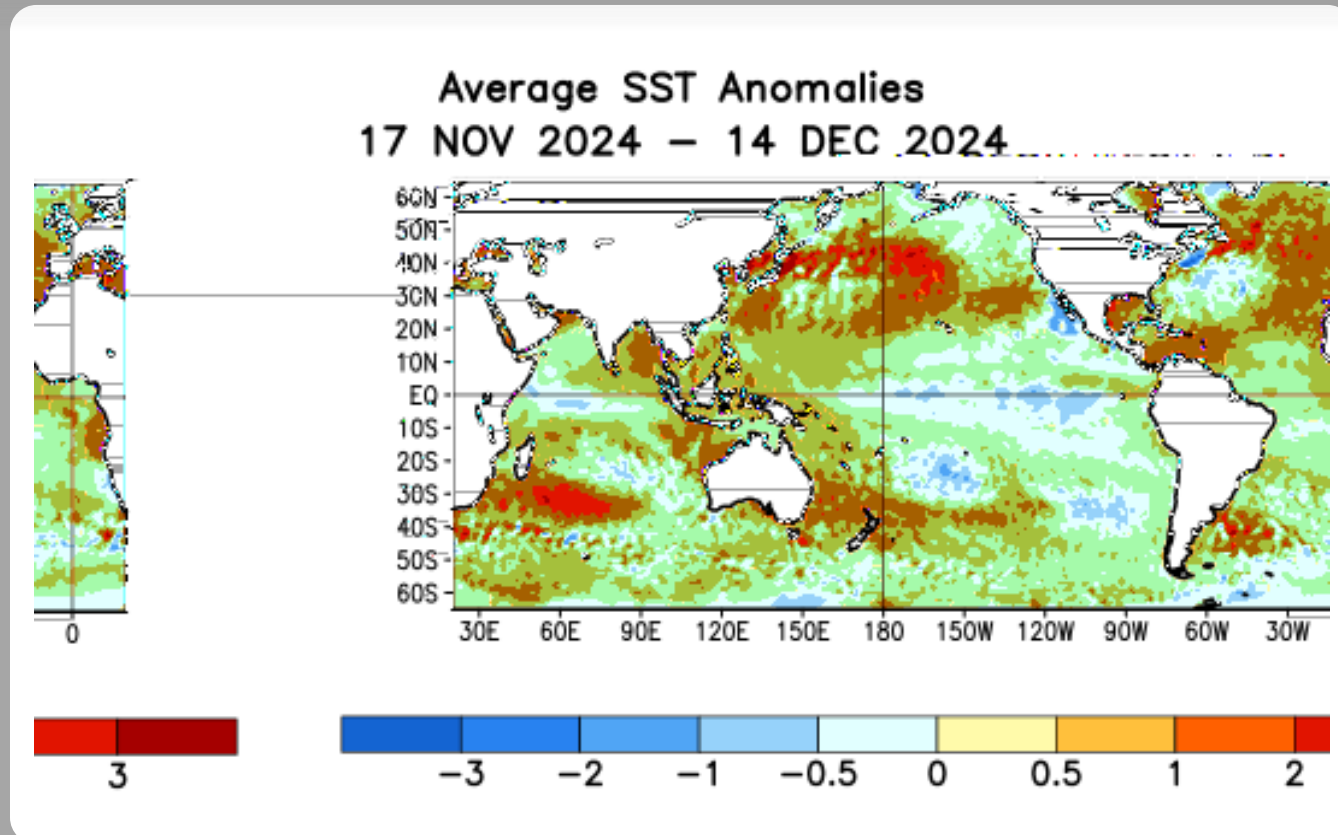 Average SST Anomalies
17 NOV 2024 – 14 DEC 2024
60N
50N
40N
30N
20N
10N
EQ
10S
20S
30S
40S
50S
60S
0 30E 60E 90E 120E 150E 180 150W 120W 90W 60W 30W
3 −3 −2 −1 −0.5 0 0.5 1 2